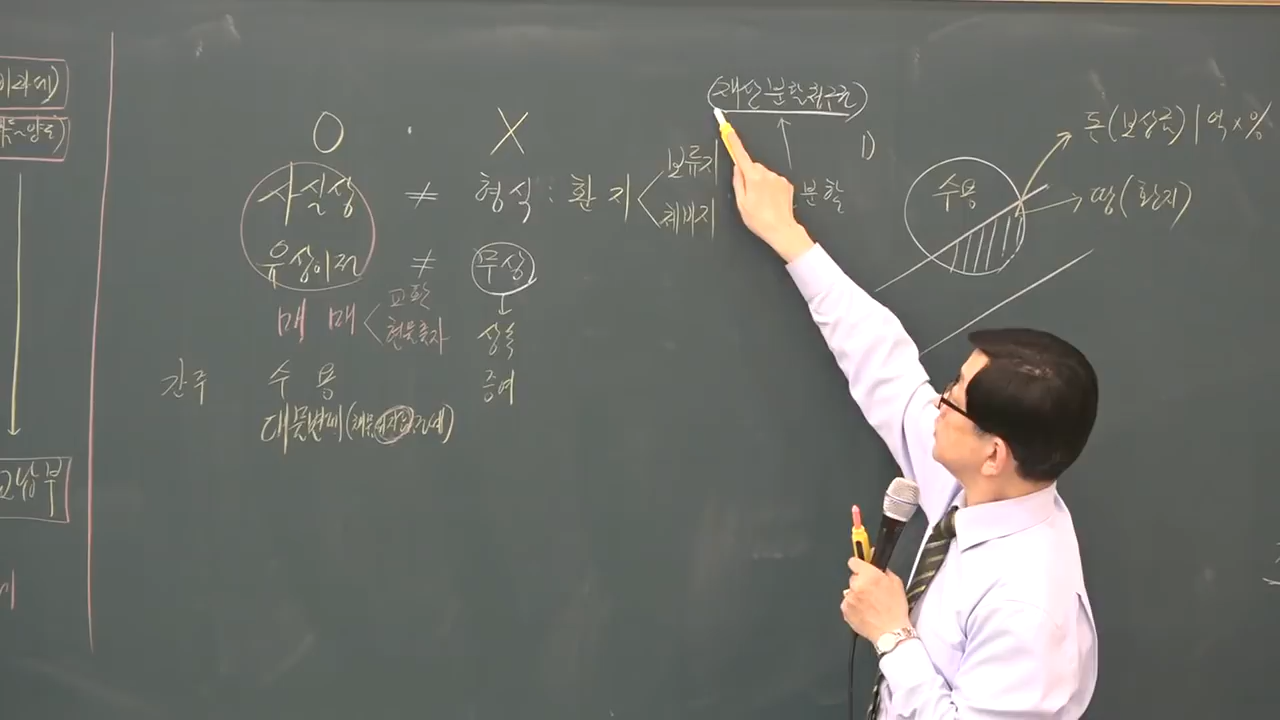 (재산분할청구권)
돈(보상금) | 억×%
O · X
1)
보류지
사실상 ≠ 형식 : 환지 < 체비지 분할
수용
땅(환지)
유상이전 ≠ 무상
매매 < 교환
현물출자
상속
간주 수용
증여
대물변제